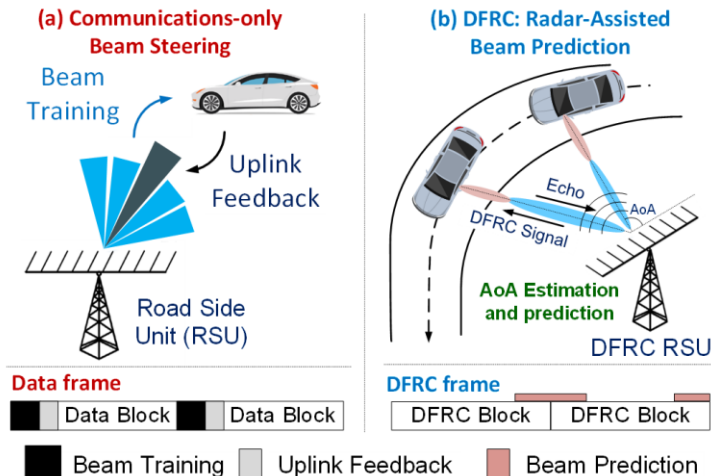 (a) Communications-only
Beam Steering
Beam
Training
Uplink
Feedback
Road Side
Unit (RSU)
Data frame
Data Block
Data Block
(b) DFRC: Radar-Assisted
Beam Prediction
Echo
AoA
DFRC Signal
AoA Estimation
and prediction
DFRC RSU
DFRC frame
DFRC Block
DFRC Block
Beam Training
Uplink Feedback
Beam Prediction